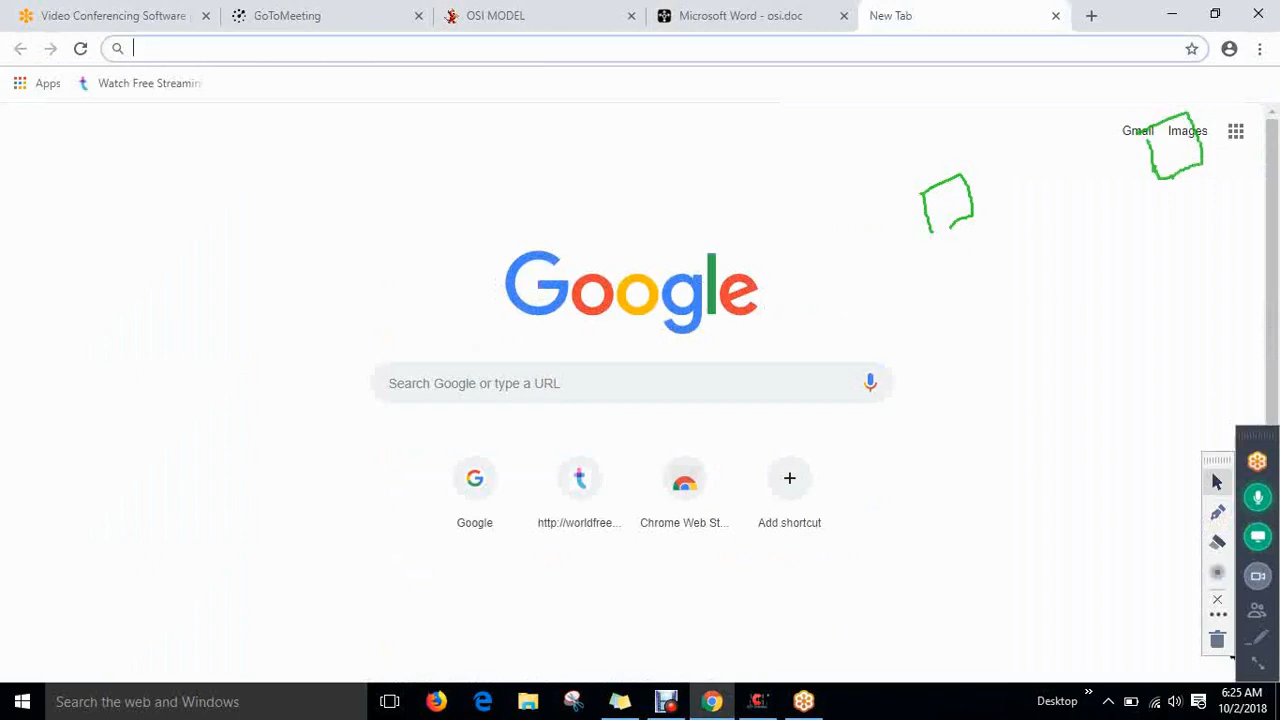 Video Conferencing Software
GoToMeeting
OSI MODEL
Microsoft Word - osi.doc
New Tab
Apps
Watch Free Streamin
Gmail Images
Google
Search Google or type a URL
Google
http://worldfree...
Chrome Web St...
Add shortcut
Search the web and Windows
Desktop
6:25 AM
10/2/2018